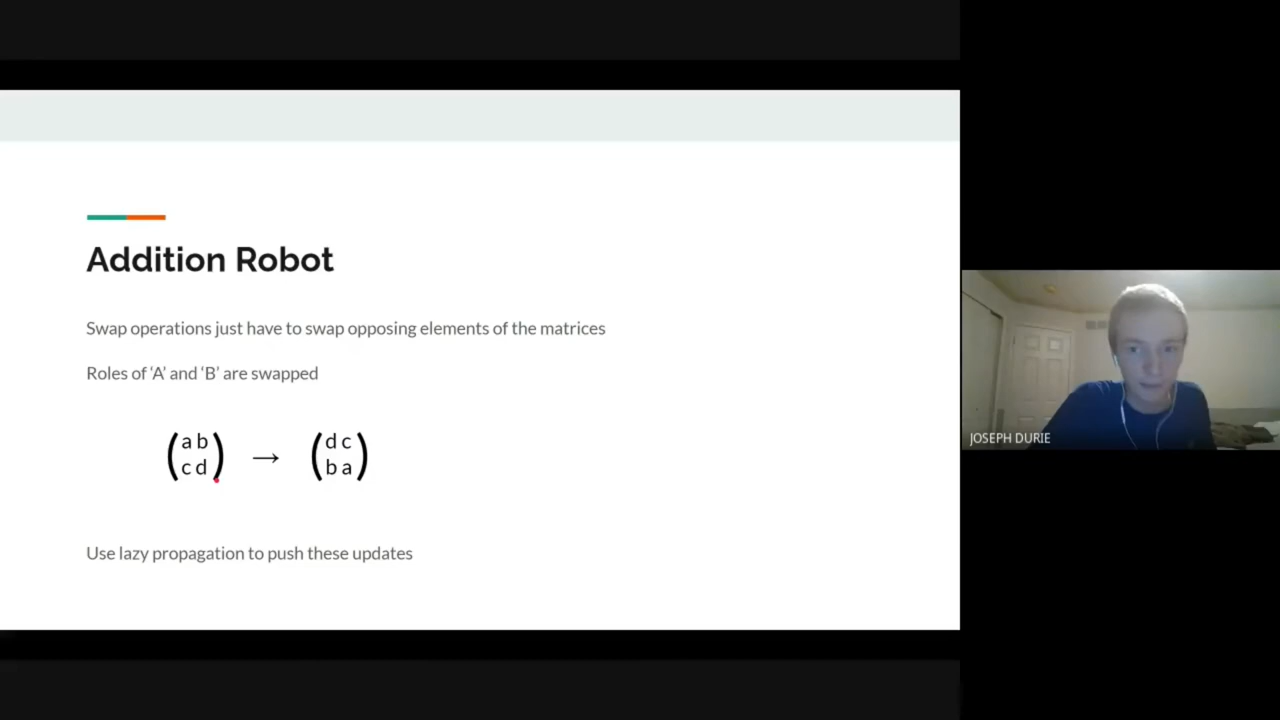 Addition Robot
Swap operations just have to swap opposing elements of the matrices
Roles of ‘A’ and ‘B’ are swapped
(a b
c d) → (d c
b a)
Use lazy propagation to push these updates
JOSEPH DURIE